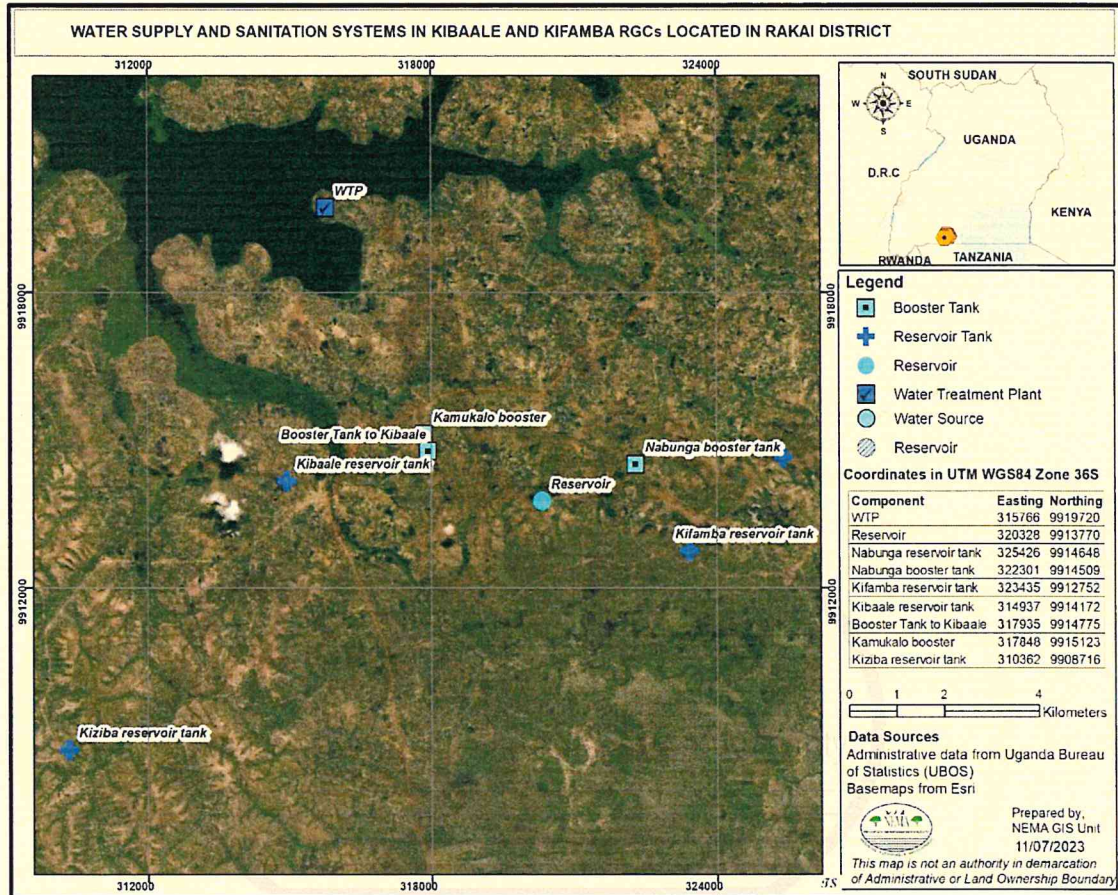 WATER SUPPLY AND SANITATION SYSTEMS IN KIBAALE AND KIFAMBA RGCs LOCATED IN RAKAI DISTRICT
312000 318000 324000
WTP
9918000 9918000
Kamukalo booster
Booster Tank to Kibaale
Kibaale reservoir tank
Nabunga booster tank
Reservoir
Kifamba reservoir tank
9912000 9912000
Kiziba reservoir tank
312000 318000 324000
N
W E
S
SOUTH SUDAN
UGANDA
D.R.C
KENYA
RWANDA TANZANIA
Legend
Booster Tank
Reservoir Tank
Reservoir
Water Treatment Plant
Water Source
Reservoir
Coordinates in UTM WGS84 Zone 36S
Component Easting Northing
WTP 315766 9919720
Reservoir 320328 9913770
Nabunga reservoir tank 325426 9914648
Nabunga booster tank 322301 9914509
Kifamba reservoir tank 323435 9912752
Kibaale reservoir tank 314937 9914172
Booster Tank to Kibaale 317935 9914775
Kamukalo booster 317848 9915123
Kiziba reservoir tank 310362 9908716
0 1 2 4
Kilometers
Data Sources
Administrative data from Uganda Bureau
of Statistics (UBOS)
Basemaps from Esri
NEMA
Prepared by,
NEMA GIS Unit
11/07/2023
This map is not an authority in demarcation
of Administrative or Land Ownership Boundary